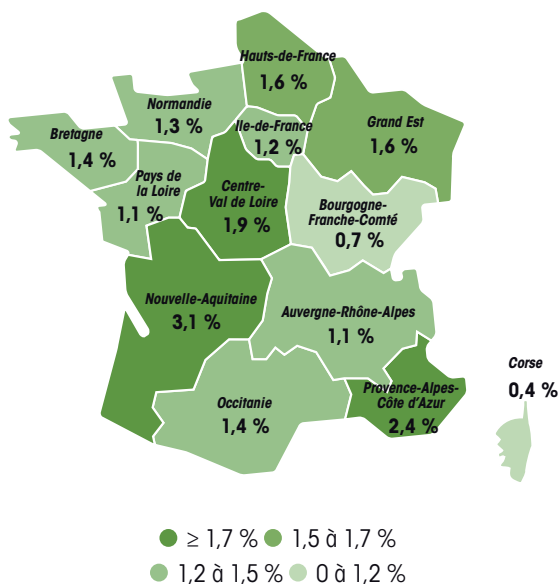 Hauts-de-France
1,6 %
Normandie
1,3 %
Ile-de-France
1,2 %
Grand Est
1,6 %
Bretagne
1,4 %
Pays de
la Loire
1,1 %
Centre-
Val de Loire
1,9 %
Bourgogne-
Franche-Comté
0,7 %
Nouvelle-Aquitaine
3,1 %
Auvergne-Rhône-Alpes
1,1 %
Corse
0,4 %
Provence-Alpes-
Côte d'Azur
2,4 %
Occitanie
1,4 %
≥ 1,7 %
1,5 à 1,7 %
1,2 à 1,5 %
0 à 1,2 %